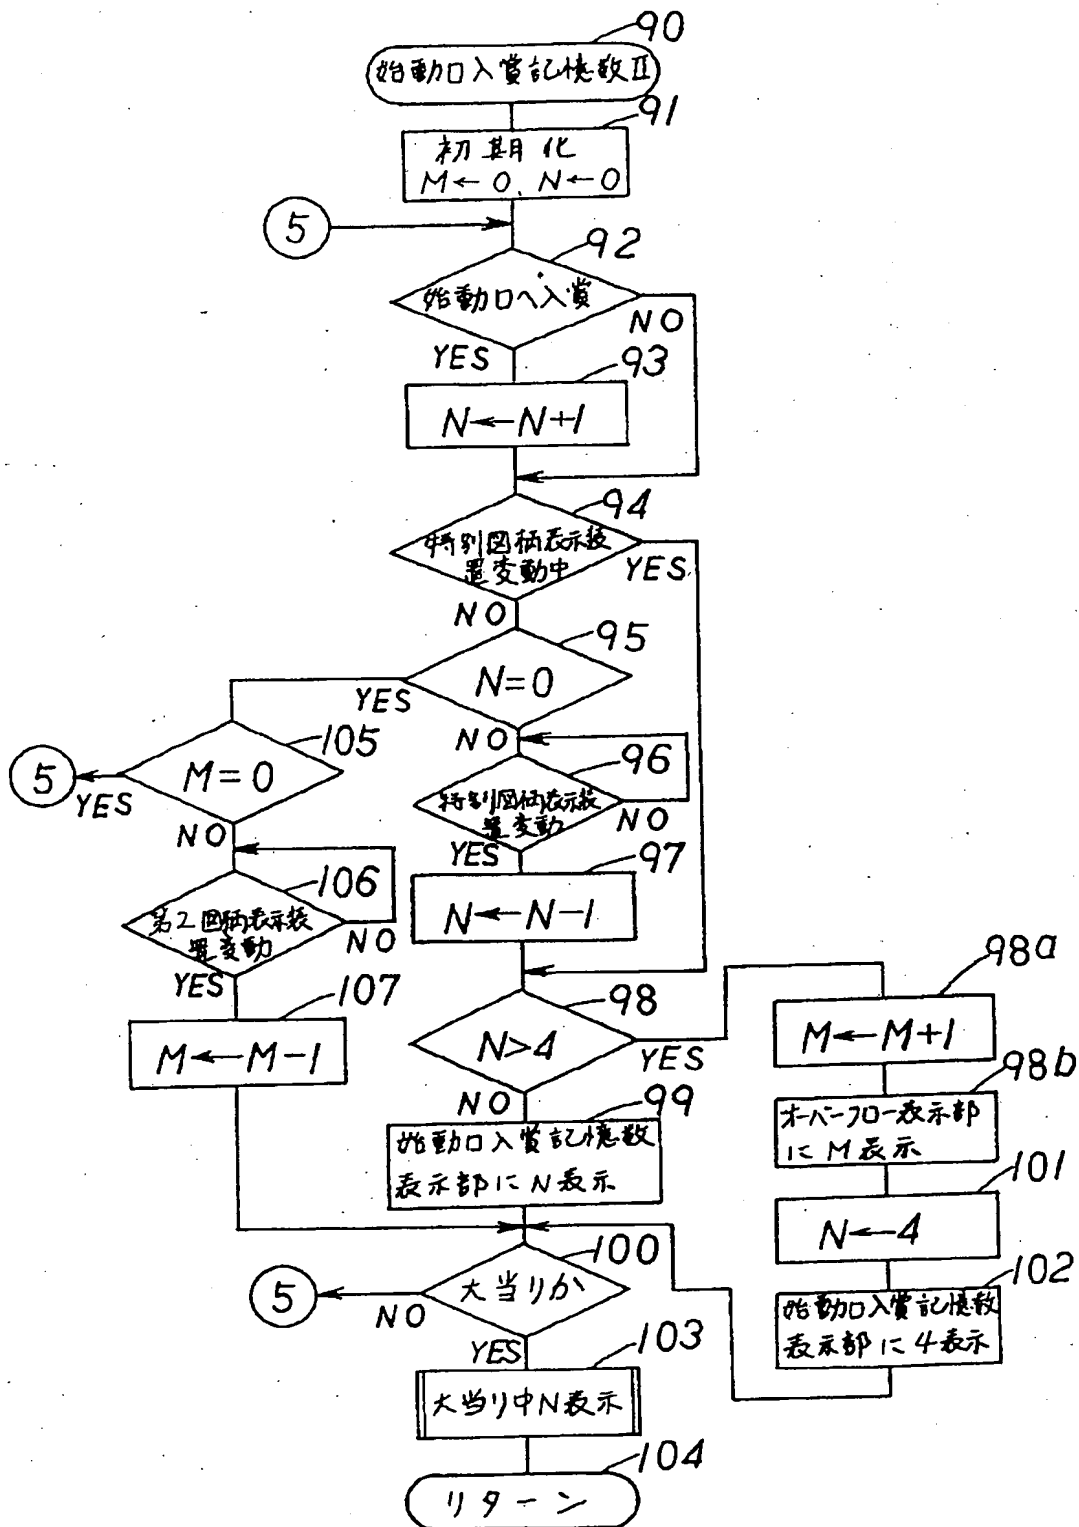 90
始動口入賞記憶数Ⅱ
91
初期化
M←0, N←0
5
92
始動口へ入賞
NO
YES
93
N←N+1
94
特別図柄表示装
置変動中
YES
NO
95
N=0
YES
NO
105
M=0
5
YES
NO
96
特別図柄表示装
置変動
NO
YES
97
N←N-1
106
第2図柄表示装
置変動
NO
YES
107
M←M-1
98
N>4
YES
NO
98a
M←M+1
98b
オーバーフロー表示部
にM表示
99
始動口入賞記憶数
表示部にN表示
101
N←4
100
大当りか
5
NO
YES
102
始動口入賞記憶数
表示部に4表示
103
大当り中N表示
104
リターン